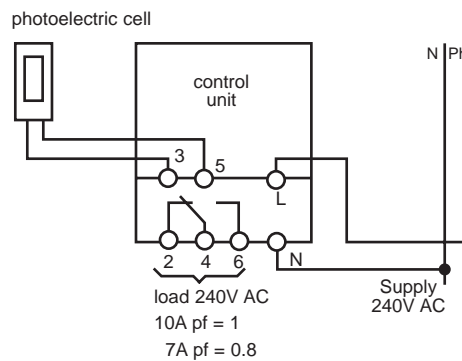 photoelectric cell
N Ph
control
unit
3
5
L
2 4 6 N
load 240V AC
10A pf = 1
7A pf = 0.8
Supply
240V AC